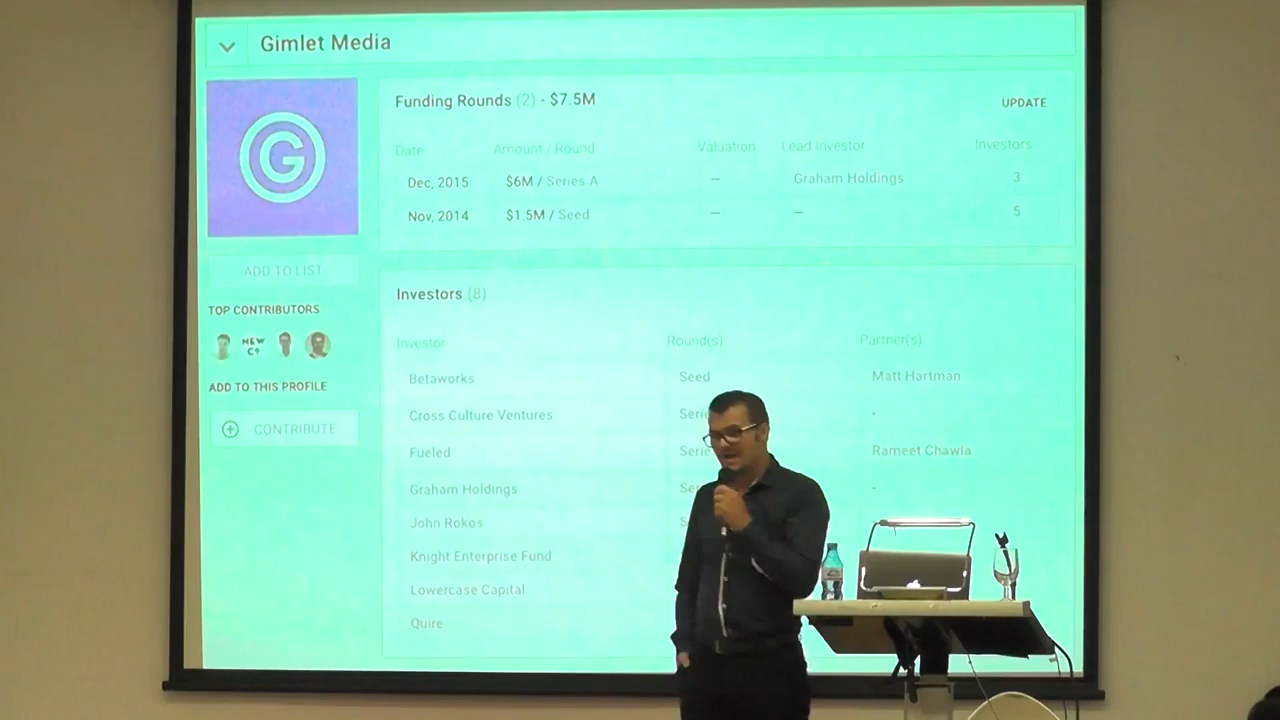 Gimlet Media
G
Funding Rounds (2) - $7.5M
UPDATE
Date Amount / Round Valuation Lead Investor Investors
Dec, 2015 $6M / Series A — Graham Holdings 3
Nov, 2014 $1.5M / Seed — — 5
ADD TO LIST
TOP CONTRIBUTORS
NEW
CO
ADD TO THIS PROFILE
CONTRIBUTE
Investors (8)
Investor Round(s) Partner(s)
Betaworks Seed Matt Hartman
Cross Culture Ventures -
Fueled Rameet Chawla
Graham Holdings -
John Rokos
Knight Enterprise Fund
Lowercase Capital
Quire